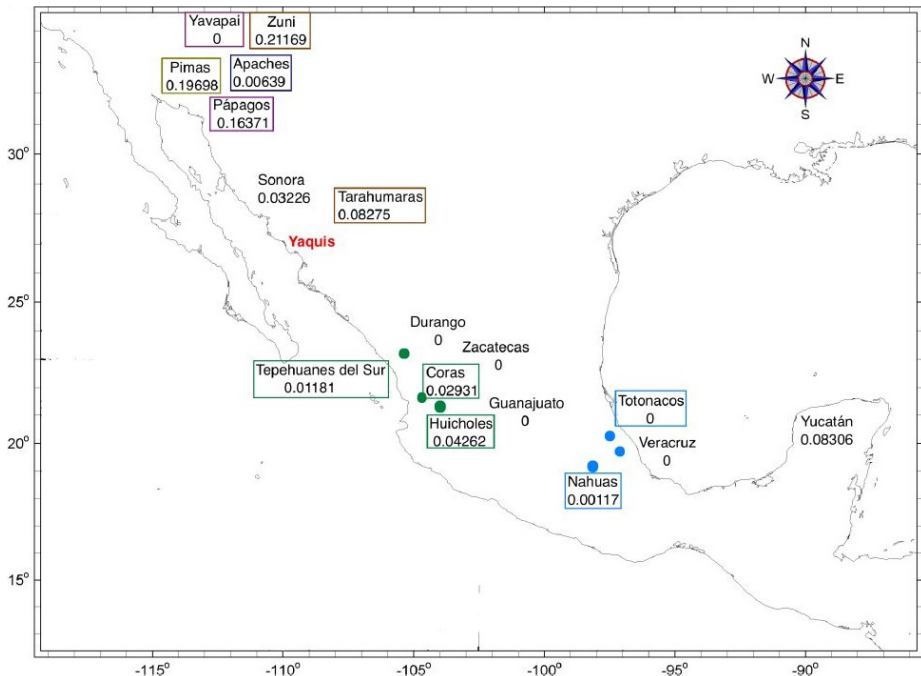 Yavapai
0
Zuni
0.21169
Pimas
0.19698
Apaches
0.00639
Pápagos
0.16371
N
W
E
S
30°
Sonora
0.03226
Tarahumaras
0.08275
Yaquis
25°
Durango
0
Zacatecas
0
Tepehuanes del Sur
0.01181
Coras
0.02931
Guanajuato
0
Huicholes
0.04262
Totonacos
0
Yucatán
0.08306
Veracruz
0
20°
Nahuas
0.00117
15°
-115°
-110°
-105°
-100°
-95°
-90°